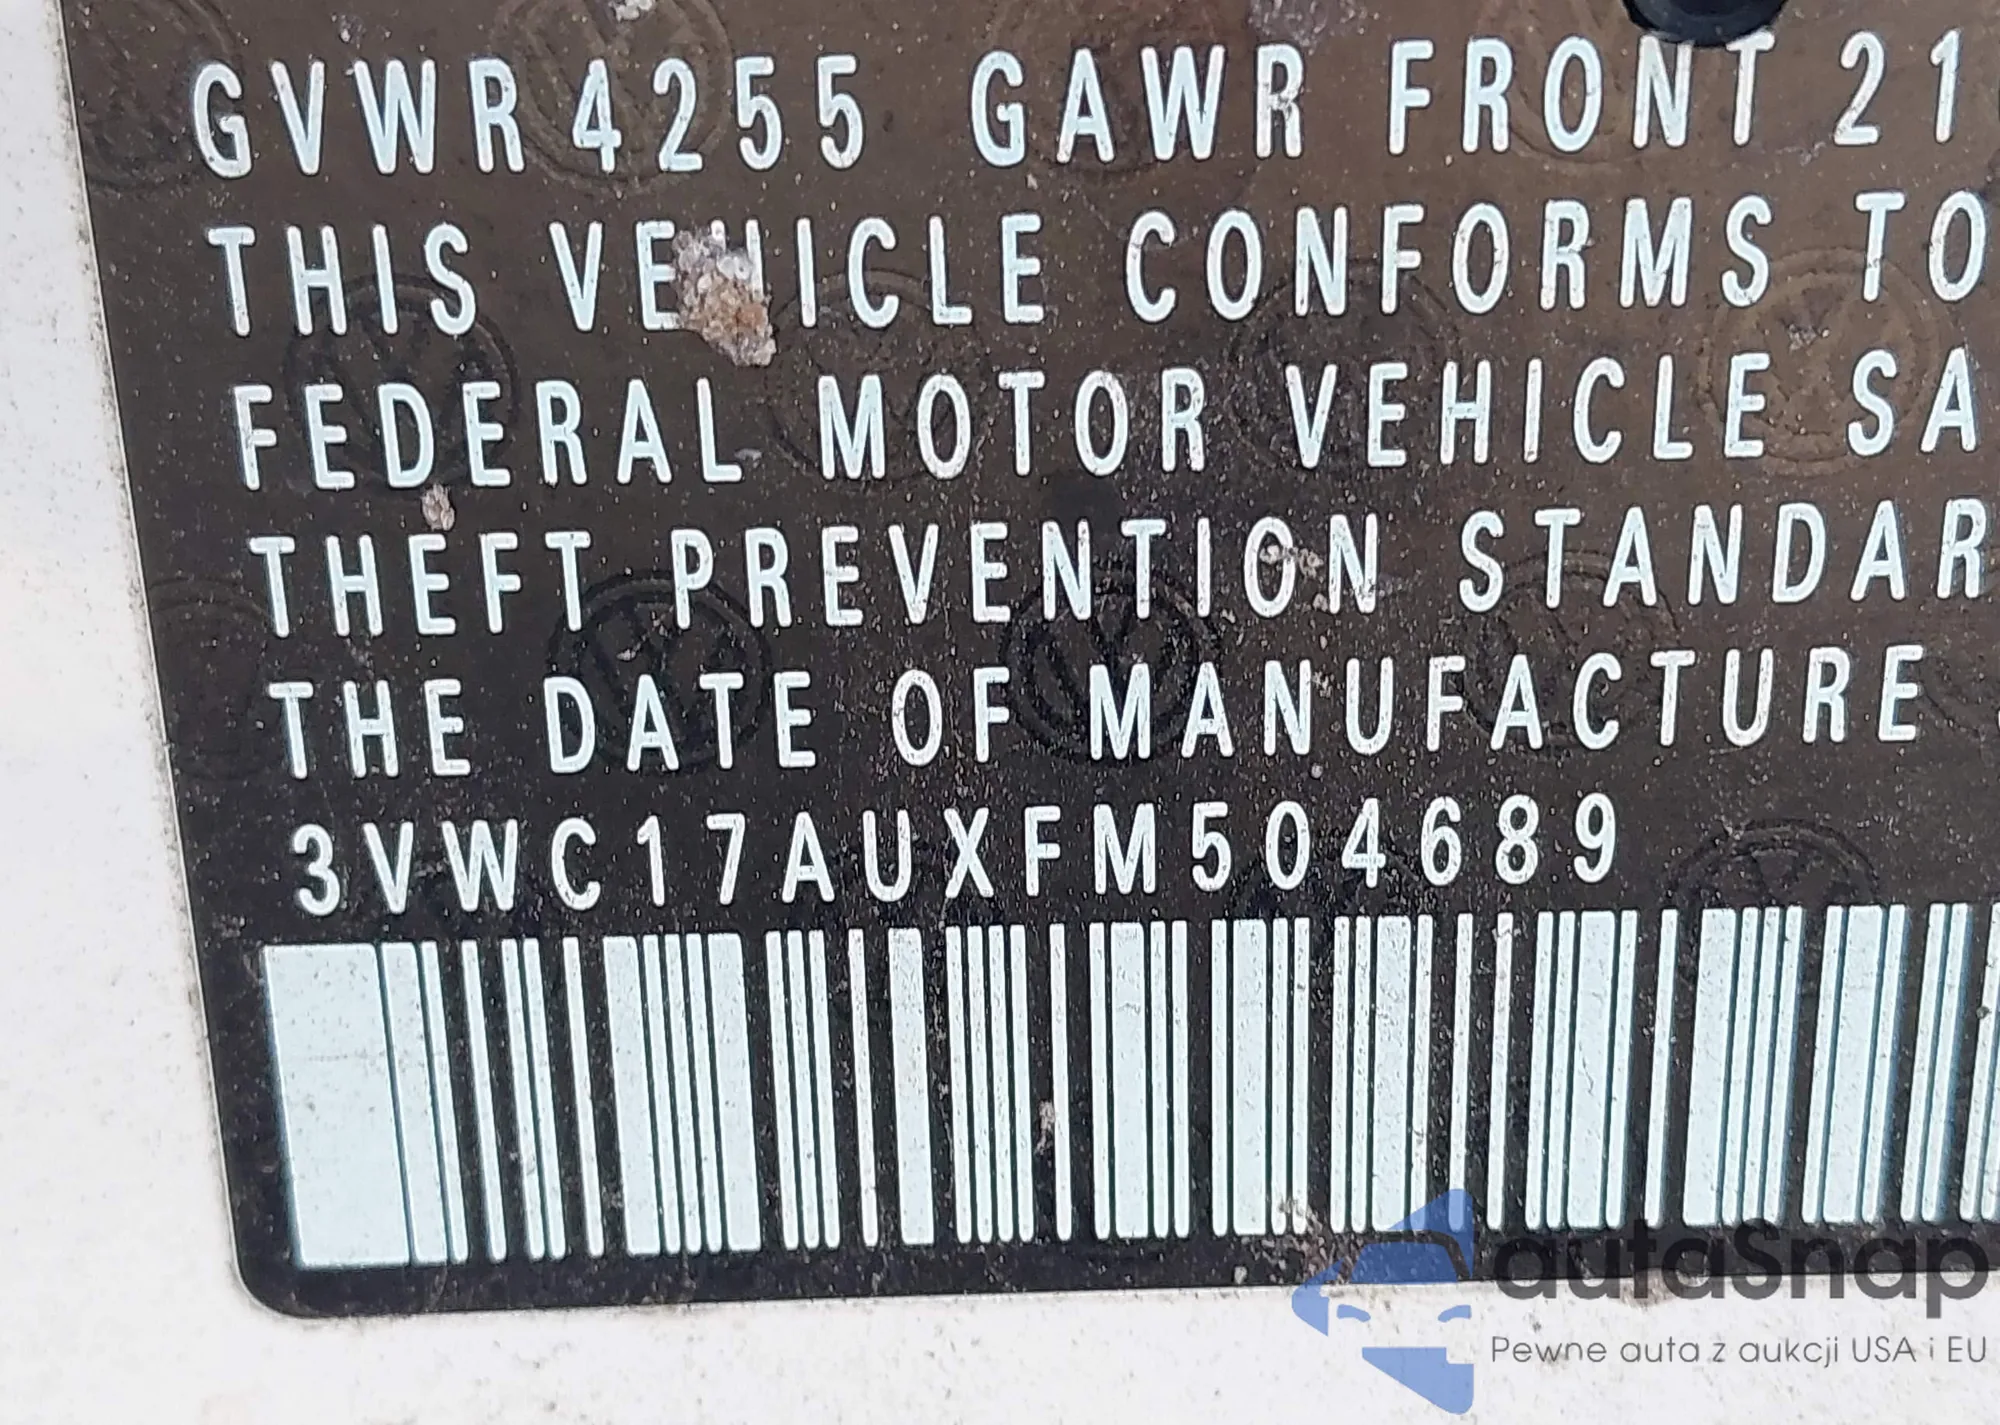 GVWR 4255 GAWR FRONT 21
THIS VEHICLE CONFORMS TO
FEDERAL MOTOR VEHICLE SA
THEFT PREVENTION STANDAR
THE DATE OF MANUFACTURE
3VWC17AUXFM504689
autaSnap
Pewne auta z aukcji USA i EU